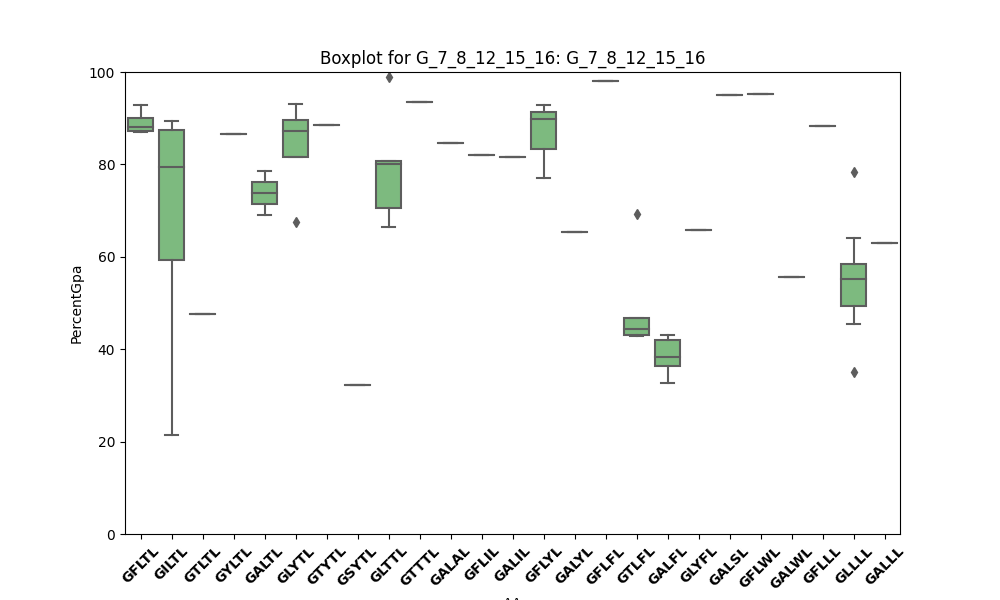 Boxplot for G_7_8_12_15_16: G_7_8_12_15_16
100
80
60
40
20
0
PercentGpa
GFLTL
GILTL
GTLTL
GYLTL
GALTL
GLYTL
GTYTL
GSYTL
GLTTL
GTTTL
GALAL
GFLIL
GALIL
GFLYL
GALYL
GFLFL
GTLFL
GALFL
GLYFL
GALSL
GFLWL
GALWL
GFLLL
GLLLL
GALLL